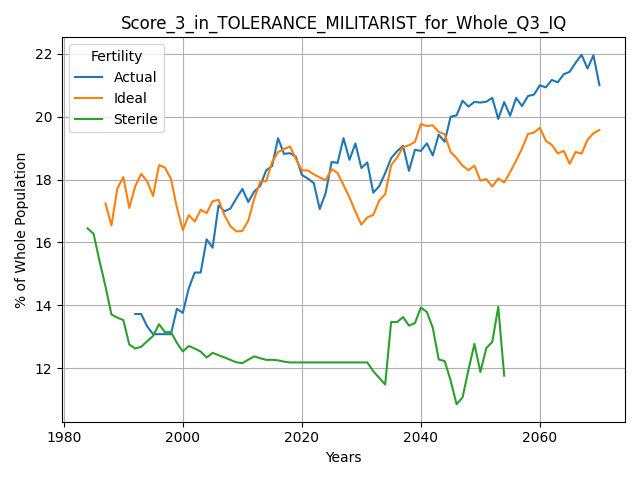 Score_3_in_TOLERANCE_MILITARIST_for_Whole_Q3_IQ
Fertility
Actual
Ideal
Sterile
% of Whole Population
22
20
18
16
14
12
1980
2000
2020
2040
2060
Years